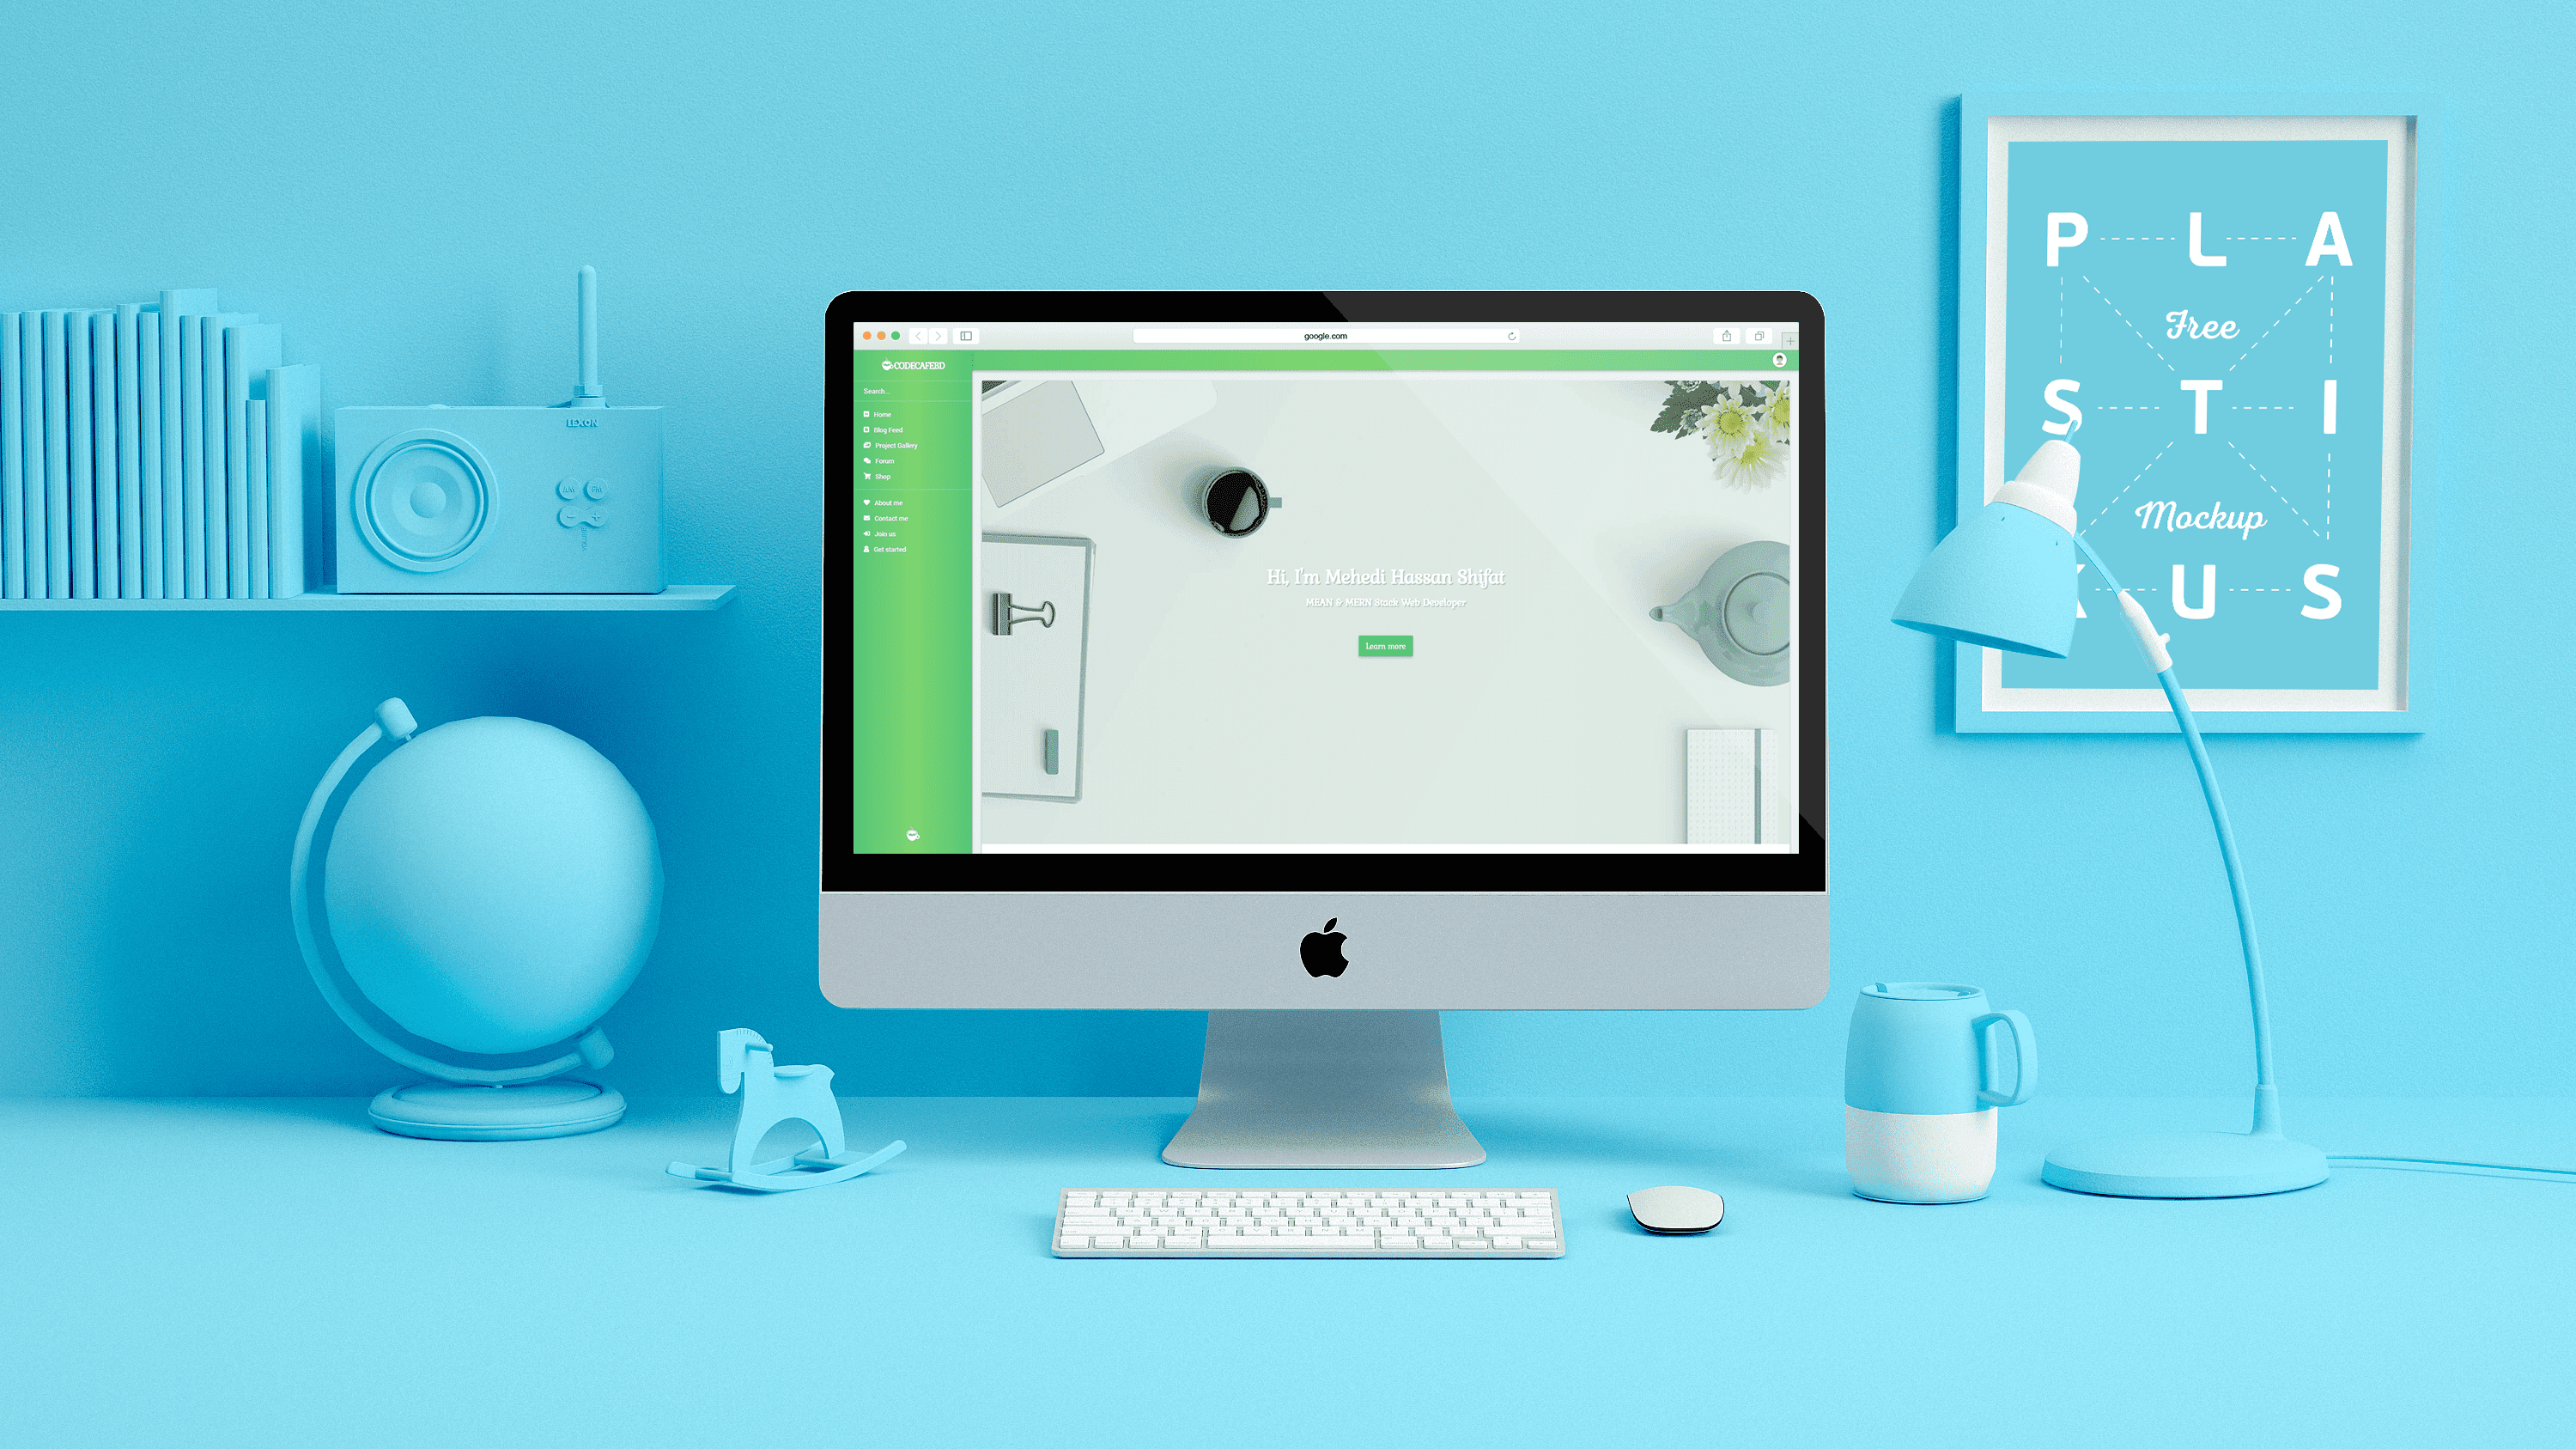 google.com
CODECAFEBD
Search...
Home
Blog Feed
Project Gallery
Forum
Shop
About me
Contact me
Join us
Get started
Hi, I'm Mehedi Hassan Shifat
MEAN & MERN Stack Web Developer
Learn more
LEXON
AM FM
- +
VOLUME
P L A
Free
S T I
Mockup
U S